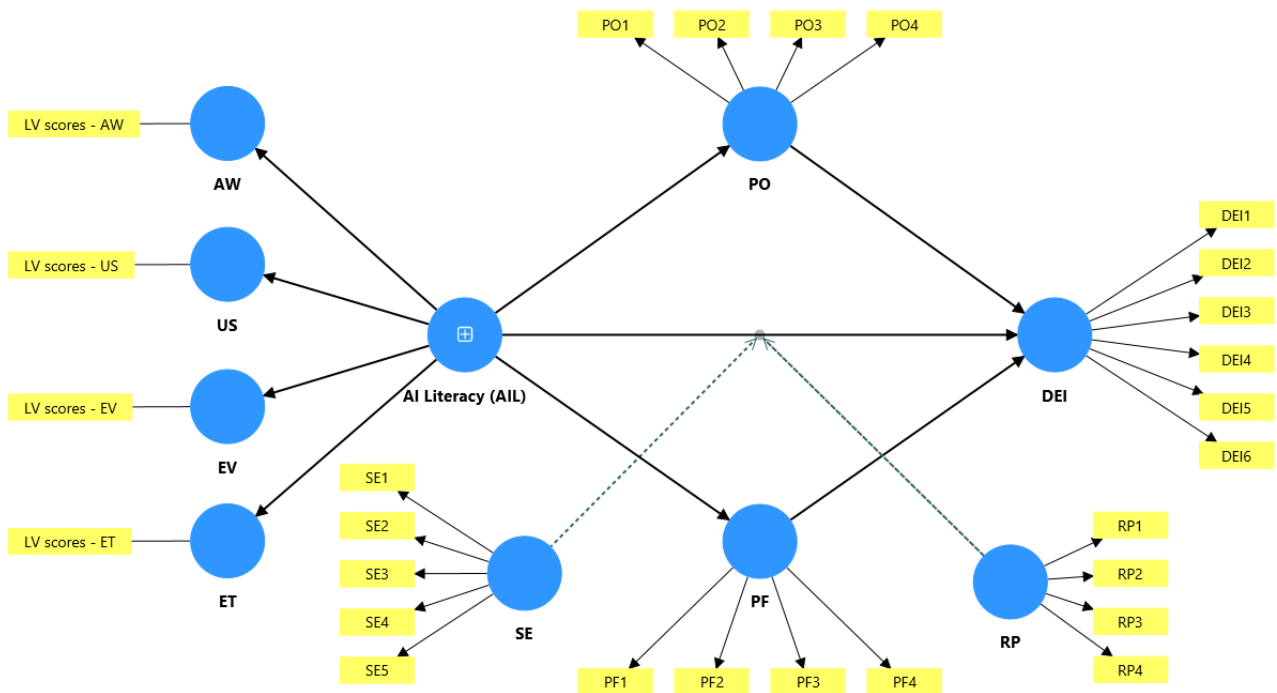 PO1
PO2
PO3
PO4
LV scores - AW
AW
PO
LV scores - US
US
DEI1
DEI2
DEI3
DEI4
DEI5
DEI6
AI Literacy (AIL)
DEI
LV scores - EV
EV
LV scores - ET
ET
SE1
SE2
SE3
SE4
SE5
SE
PF
PF1
PF2
PF3
PF4
RP1
RP2
RP3
RP4
RP